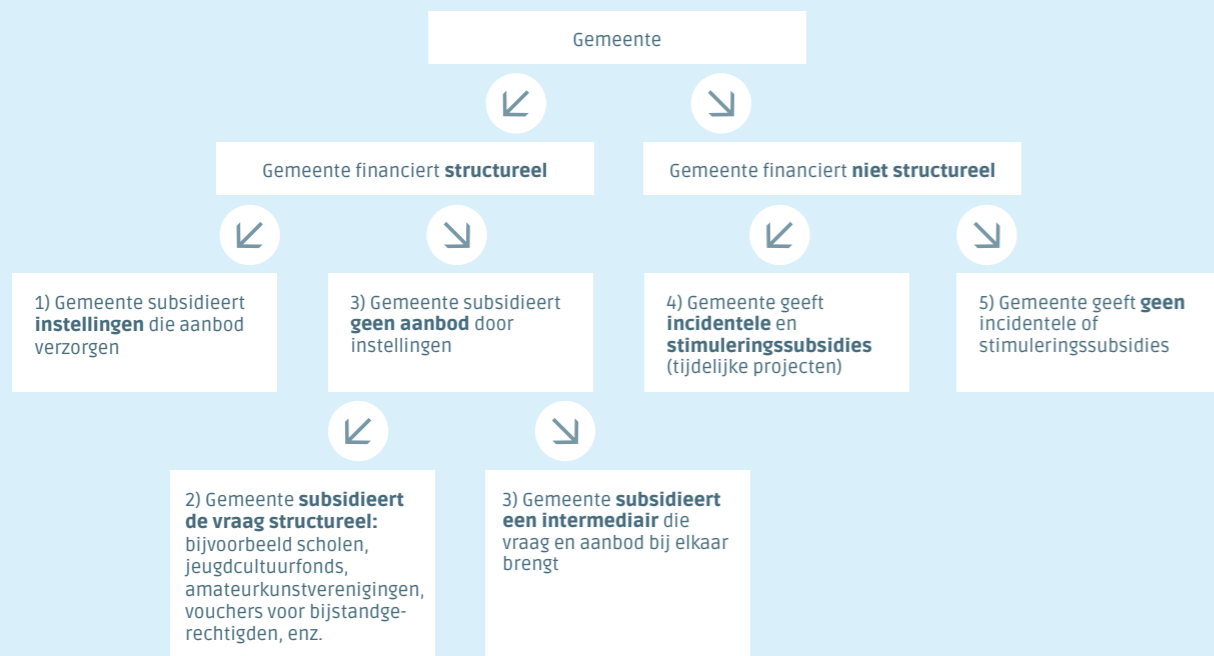 Gemeente
Gemeente financiert structureel
Gemeente financiert niet structureel
1) Gemeente subsidieert
instellingen die aanbod
verzorgen
3) Gemeente subsidieert
geen aanbod door
instellingen
4) Gemeente geeft
incidentele en
stimuleringssubsidies
(tijdelijke projecten)
5) Gemeente geeft geen
incidentele of
stimuleringssubsidies
2) Gemeente subsidieert
de vraag structureel:
bijvoorbeeld scholen,
jeugdcultuurfonds,
amateurkunstverenigingen,
vouchers voor bijstandge-
rechtigden, enz.
3) Gemeente subsidieert
een intermediair die
vraag en aanbod bij elkaar
brengt